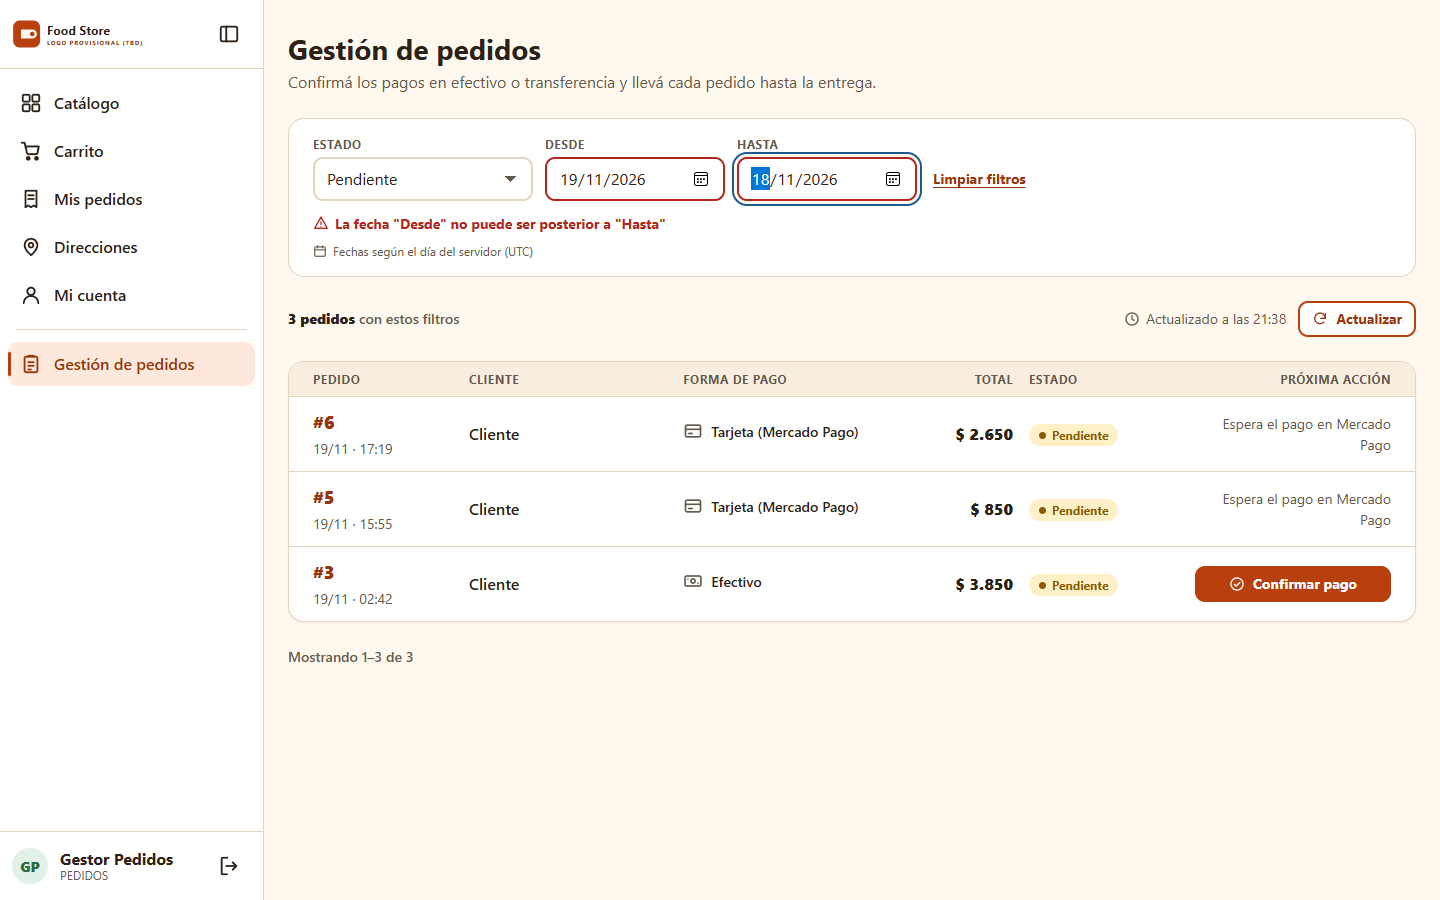 Food Store
LOGO PROVISIONAL (TBD)
Catálogo
Carrito
Mis pedidos
Direcciones
Mi cuenta
Gestión de pedidos
GP
Gestor Pedidos
PEDIDOS
Gestión de pedidos
Confirmá los pagos en efectivo o transferencia y llevá cada pedido hasta la entrega.
ESTADO DESDE HASTA
Pendiente 19/11/2026 18/11/2026 Limpiar filtros
La fecha "Desde" no puede ser posterior a "Hasta"
Fechas según el día del servidor (UTC)
3 pedidos con estos filtros Actualizado a las 21:38 Actualizar
PEDIDO CLIENTE FORMA DE PAGO TOTAL ESTADO PRÓXIMA ACCIÓN
#6
19/11 · 17:19
Cliente Tarjeta (Mercado Pago) $ 2.650 Pendiente
Espera el pago en Mercado
Pago
#5
19/11 · 15:55
Cliente Tarjeta (Mercado Pago) $ 850 Pendiente
Espera el pago en Mercado
Pago
#3
19/11 · 02:42
Cliente Efectivo $ 3.850 Pendiente Confirmar pago
Mostrando 1–3 de 3